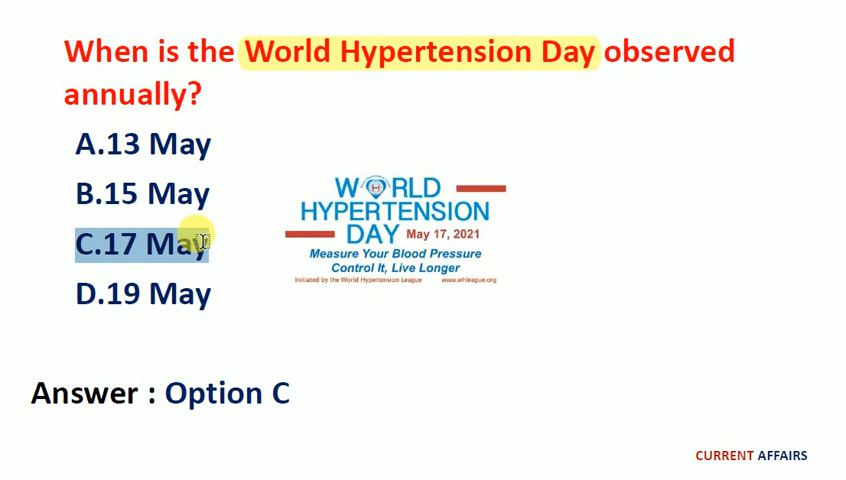 When is the World Hypertension Day observed
annually?
A.13 May
B.15 May
C.17 May
D.19 May
WORLD
HYPERTENSION
DAY May 17, 2021
Measure Your Blood Pressure
Control It, Live Longer
Initiated by the World Hypertension League www.whleague.org
Answer : Option C
CURRENT AFFAIRS